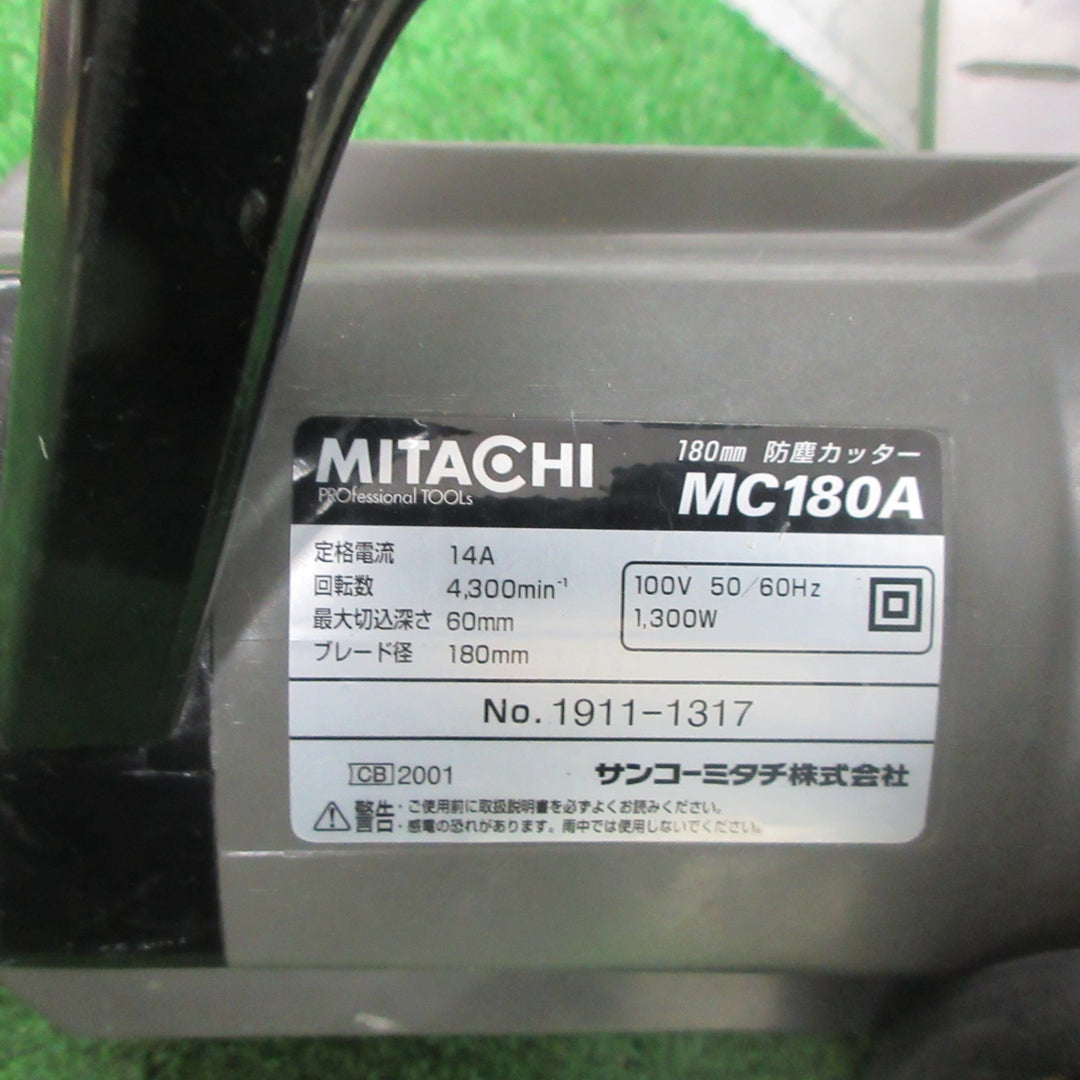 MITACHI
PROfessional TOOLs
180mm 防塵カッター
MC180A
定格電流 14A
回転数 4,300min⁻¹
最大切込深さ 60mm
ブレード径 180mm
100V 50/60Hz
1,300W
No. 1911-1317
CB 2001
サンコーミタチ株式会社
警告・ご使用前に取扱説明書を必ずよくお読みください。
・感電の恐れがあります。雨中では使用しないでください。